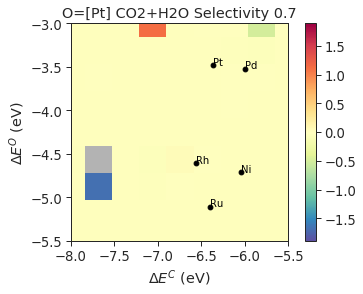 O=[Pt] CO2+H2O Selectivity 0.7
−3.0
−3.5
−4.0
−4.5
−5.0
−5.5
ΔE^O (eV)
Pt
Pd
Rh
Ni
Ru
−8.0 −7.5 −7.0 −6.5 −6.0 −5.5
ΔE^C (eV)
1.5
1.0
0.5
0.0
−0.5
−1.0
−1.5